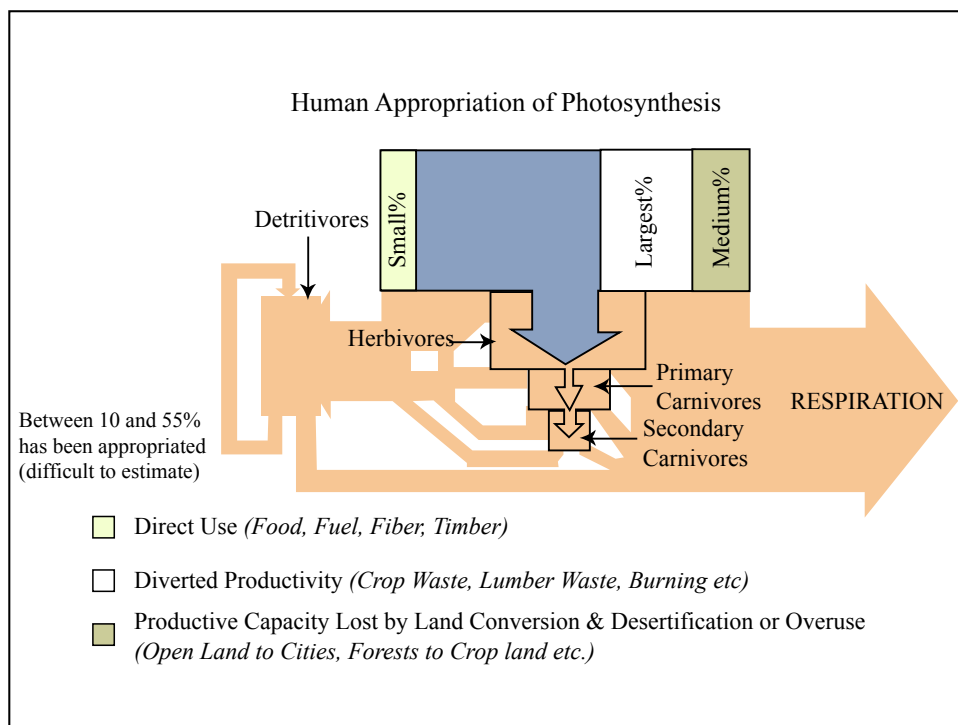 Human Appropriation of Photosynthesis
Small%
Largest%
Medium%
Detritivores
Herbivores
Primary
Carnivores
Secondary
Carnivores
RESPIRATION
Between 10 and 55%
has been appropriated
(difficult to estimate)
Direct Use (Food, Fuel, Fiber, Timber)
Diverted Productivity (Crop Waste, Lumber Waste, Burning etc)
Productive Capacity Lost by Land Conversion & Desertification or Overuse
(Open Land to Cities, Forests to Crop land etc.)